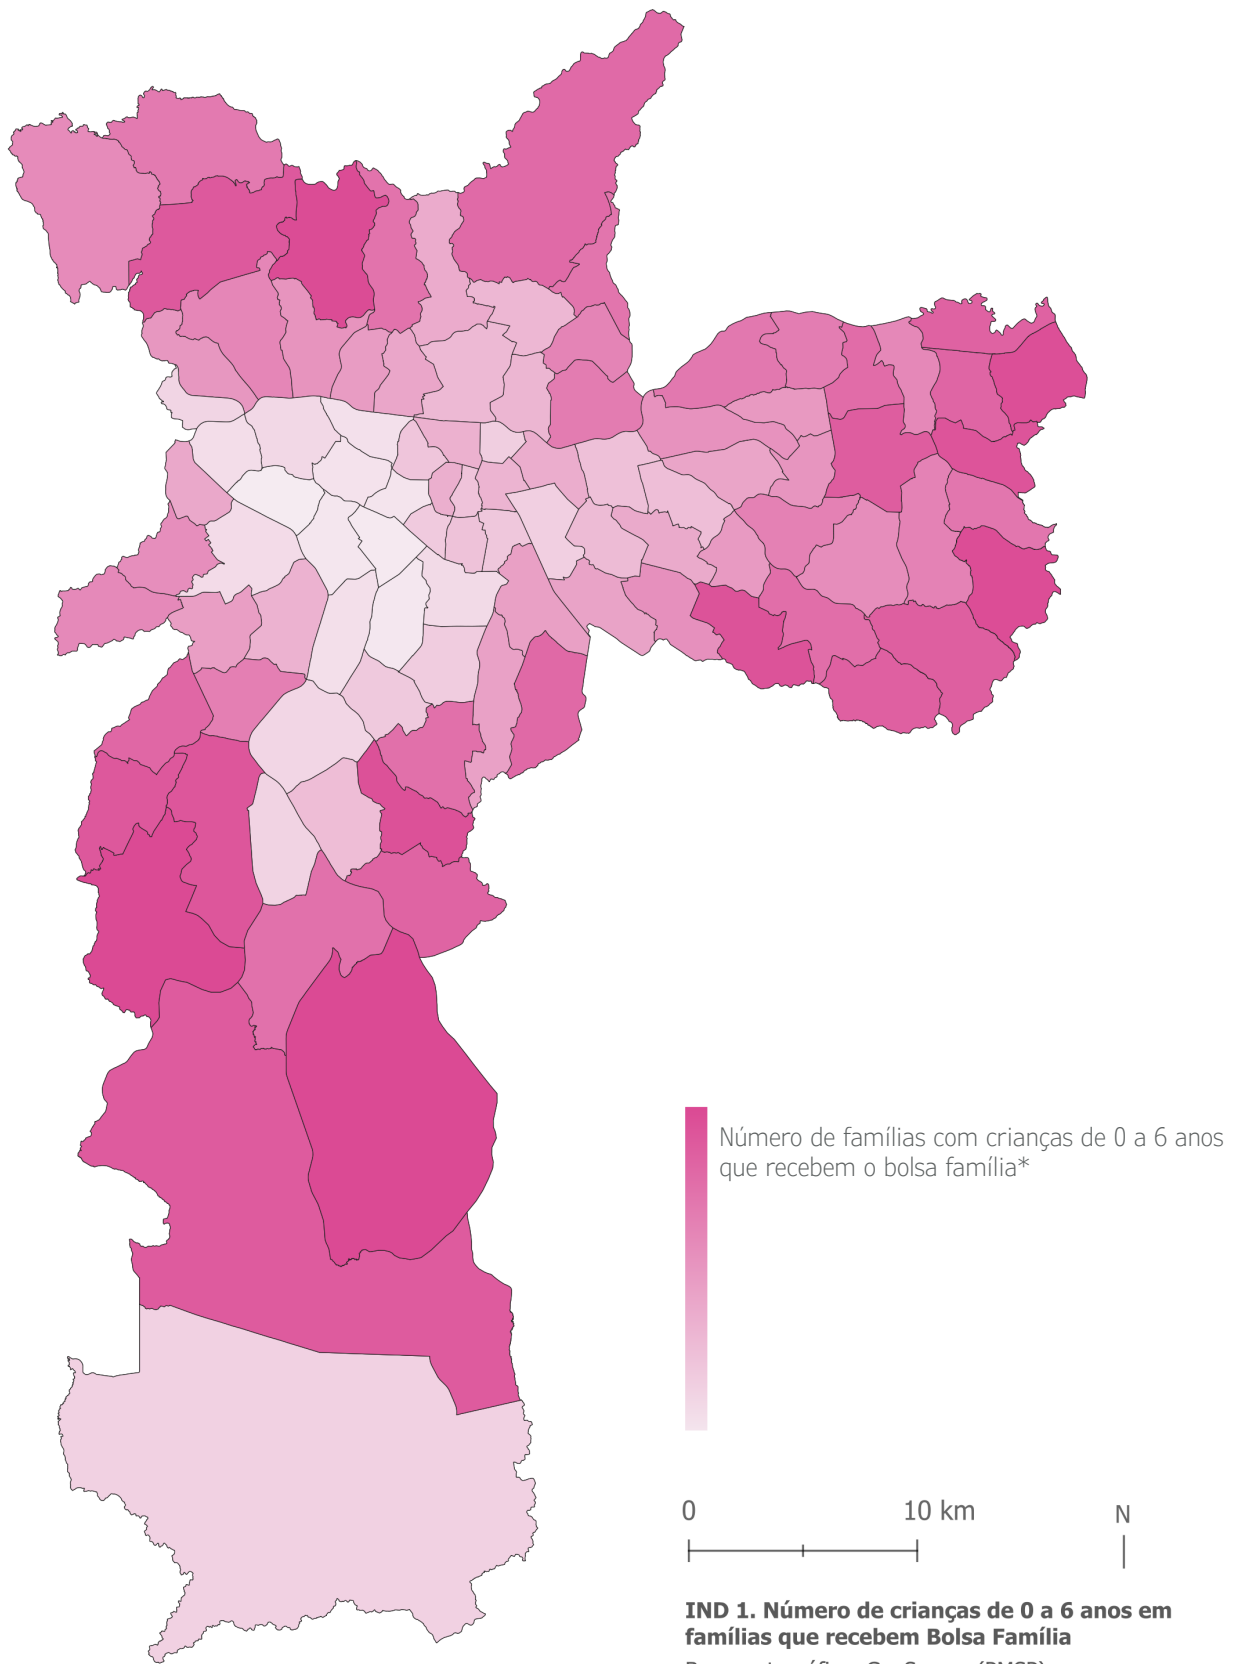 Número de famílias com crianças de 0 a 6 anos
que recebem o bolsa família*
0 10 km N
IND 1. Número de crianças de 0 a 6 anos em
famílias que recebem Bolsa Família
(PMSP)